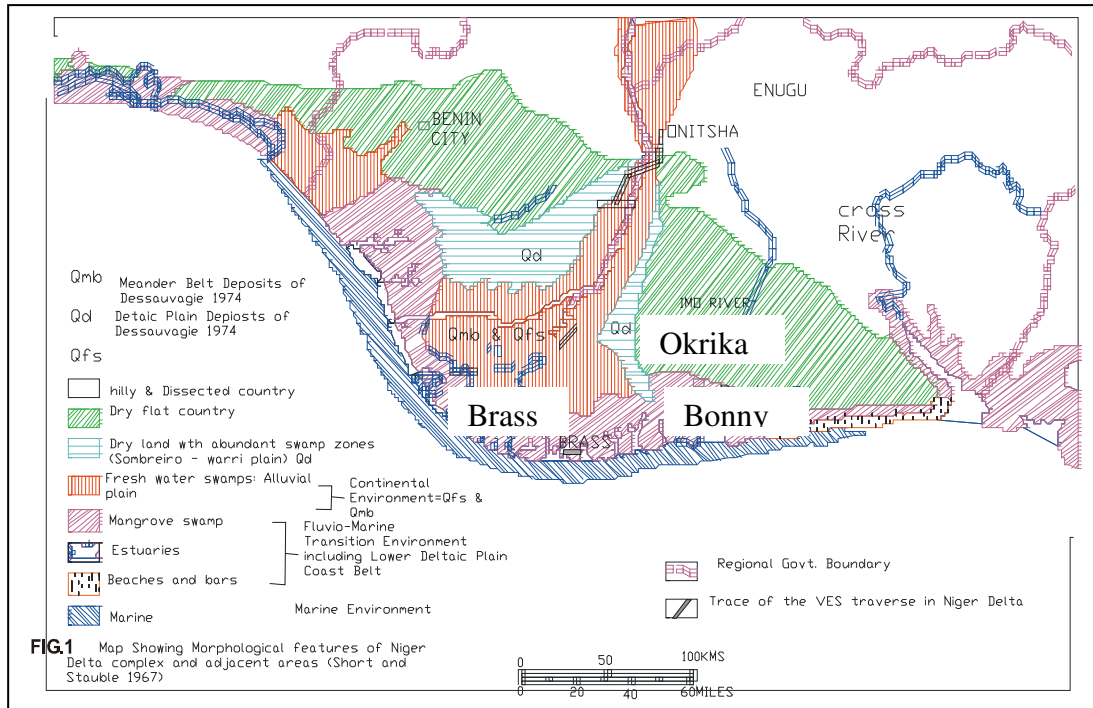 ENUGU
BENIN
CITY
ONITSHA
cross
River
Qd
IMO RIVER
Qmb & Qfs
Qd
Okrika
Brass
Bonny
BRASS
Qmb Meander Belt Deposits of
Dessauvagie 1974
Qd Detaic Plain Depiosts of
Dessauvagie 1974
Qfs
hilly & Dissected country
Dry flat country
Dry land wth abundant swamp zones
(Sombreiro - warri plain) Qd
Fresh water swamps: Alluvial
plain
Continental
Environment=Qfs &
Qmb
Mangrove swamp
Fluvio-Marine
Transition Environment
including Lower Deltaic Plain
Coast Belt
Estuaries
Beaches and bars
Marine
Marine Environment
Regional Govt. Boundary
Trace of the VES traverse in Niger Delta
FIG.1 Map Showing Morphological features of Niger
Delta complex and adjacent areas (Short and
Stauble 1967)
0 50 100KMS
0 20 40 60MILES